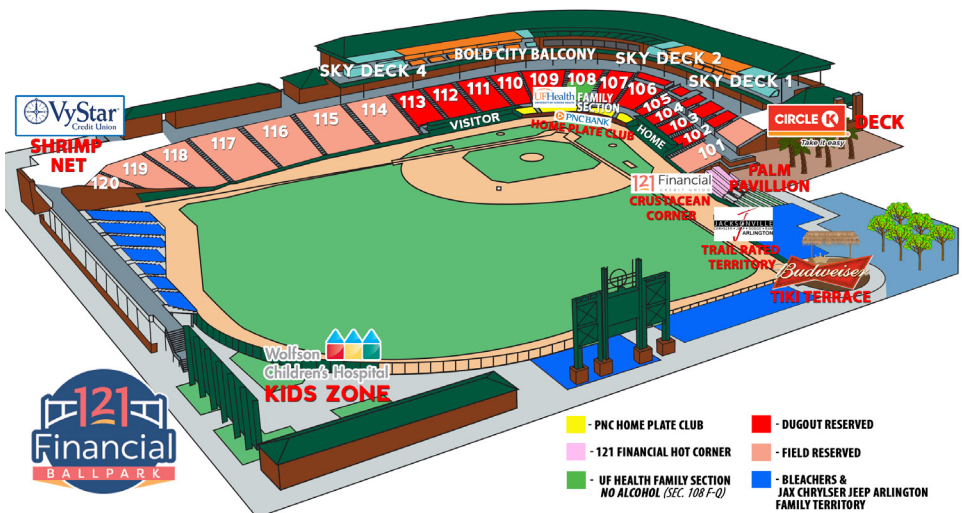 BOLD CITY BALCONY
SKY DECK 2
SKY DECK 4
SKY DECK 1
VyStar
Credit Union
SHRIMP
NET
120
119
118
117
116
115
114
113
112
111
110
109
108
107
106
105
104
103
102
101
UFHealth
FAMILY
SECTION
PNC BANK
HOME PLATE CLUB
VISITOR
HOME
CIRCLE K
Take it easy
DECK
PALM
PAVILLION
121 Financial
CREDIT UNION
CRUSTACEAN
CORNER
JACKSONVILLE
CHRYSLER • JEEP • DODGE • RAM
ARLINGTON
TRAIL RATED
TERRITORY
Budweiser
TIKI TERRACE
Wolfson
Children's Hospital
KIDS ZONE
121
Financial
BALLPARK
- PNC HOME PLATE CLUB
- 121 FINANCIAL HOT CORNER
- UF HEALTH FAMILY SECTION
NO ALCOHOL (SEC. 108 F-Q)
- DUGOUT RESERVED
- FIELD RESERVED
- BLEACHERS &
JAX CHRYLSER JEEP ARLINGTON
FAMILY TERRITORY